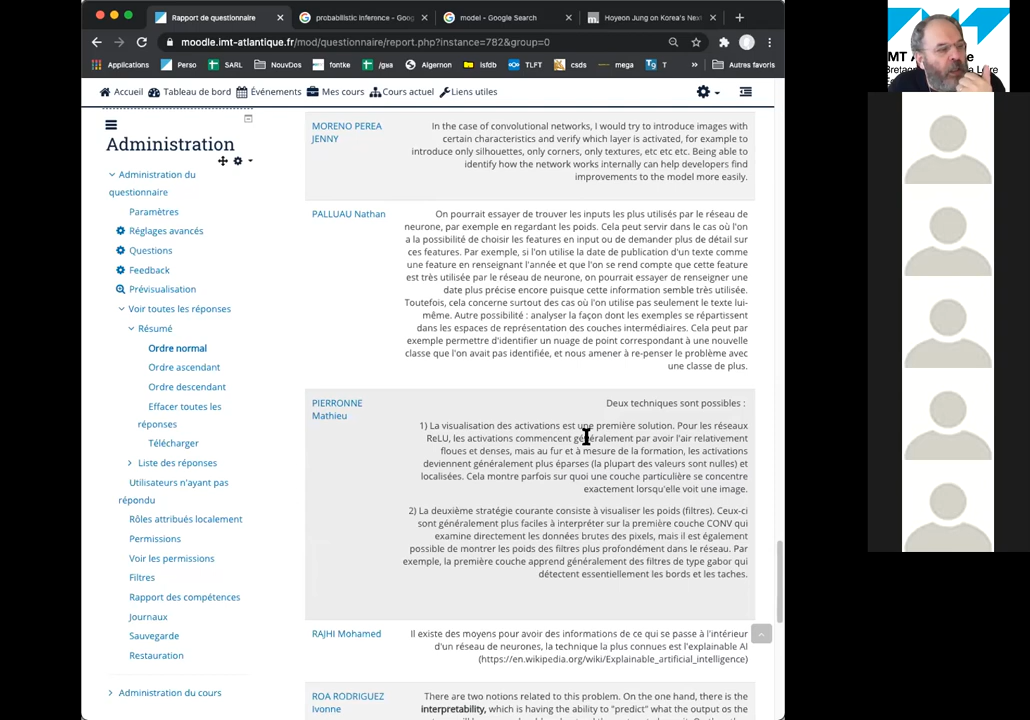 Rapport de questionnaire
probabilistic inference - Goog
model - Google Search
Hoyeon Jung on Korea's Nex
moodle.imt-atlantique.fr/mod/questionnaire/report.php?instance=782&group=0
Applications
Perso
SARL
NouvDos
fontke
/gwa
Algernon
isfdb
TLFT
csds
mega
T
»
Autres favoris
Accueil
Tableau de bord
Événements
Mes cours
Cours actuel
Liens utiles
Administration
Administration du
questionnaire
Paramètres
Réglages avancés
Questions
Feedback
Prévisualisation
Voir toutes les réponses
Résumé
Ordre normal
Ordre ascendant
Ordre descendant
Effacer toutes les
réponses
Télécharger
Liste des réponses
Utilisateurs n'ayant pas
répondu
Rôles attribués localement
Permissions
Voir les permissions
Filtres
Rapport des compétences
Journaux
Sauvegarde
Restauration
Administration du cours
MORENO PEREA
JENNY
In the case of convolutional networks, I would try to introduce images with
certain characteristics and verify which layer is activated, for example to
introduce only silhouettes, only corners, only textures, etc etc etc. Being able to
identify how the network works internally can help developers find
improvements to the model more easily.
PALLUAU Nathan
On pourrait essayer de trouver les inputs les plus utilisés par le réseau de
neurone, par exemple en regardant les poids. Cela peut servir dans le cas où l'on
a la possibilité de choisir les features en input ou de demander plus de détail sur
ces features. Par exemple, si l'on utilise la date de publication d'un texte comme
une feature en renseignant l'année et que l'on se rend compte que cette feature
est très utilisée par le réseau de neurone, on pourrait essayer de renseigner une
date plus précise encore puisque cette information semble très utilisée.
Toutefois, cela concerne surtout des cas où l'on utilise pas seulement le texte lui-
même. Autre possibilité : analyser la façon dont les exemples se répartissent
dans les espaces de représentation des couches intermédiaires. Cela peut par
exemple permettre d'identifier un nuage de point correspondant à une nouvelle
classe que l'on avait pas identifiée, et nous amener à re-penser le problème avec
une classe de plus.
PIERRONNE
Mathieu
Deux techniques sont possibles :
1) La visualisation des activations est une première solution. Pour les réseaux
ReLU, les activations commencent généralement par avoir l'air relativement
floues et denses, mais au fur et à mesure de la formation, les activations
deviennent généralement plus éparses (la plupart des valeurs sont nulles) et
localisées. Cela montre parfois sur quoi une couche particulière se concentre
exactement lorsqu'elle voit une image.
2) La deuxième stratégie courante consiste à visualiser les poids (filtres). Ceux-ci
sont généralement plus faciles à interpréter sur la première couche CONV qui
examine directement les données brutes des pixels, mais il est également
possible de montrer les poids des filtres plus profondément dans le réseau. Par
exemple, la première couche apprend généralement des filtres de type gabor qui
détectent essentiellement les bords et les taches.
RAJHI Mohamed
Il existe des moyens pour avoir des informations de ce qui se passe à l'intérieur
d'un réseau de neurones, la technique la plus connues est l'explainable AI
(https://en.wikipedia.org/wiki/Explainable_artificial_intelligence)
ROA RODRIGUEZ
Ivonne
There are two notions related to this problem. On the one hand, there is the
interpretability, which is having the ability to "predict" what the output os the